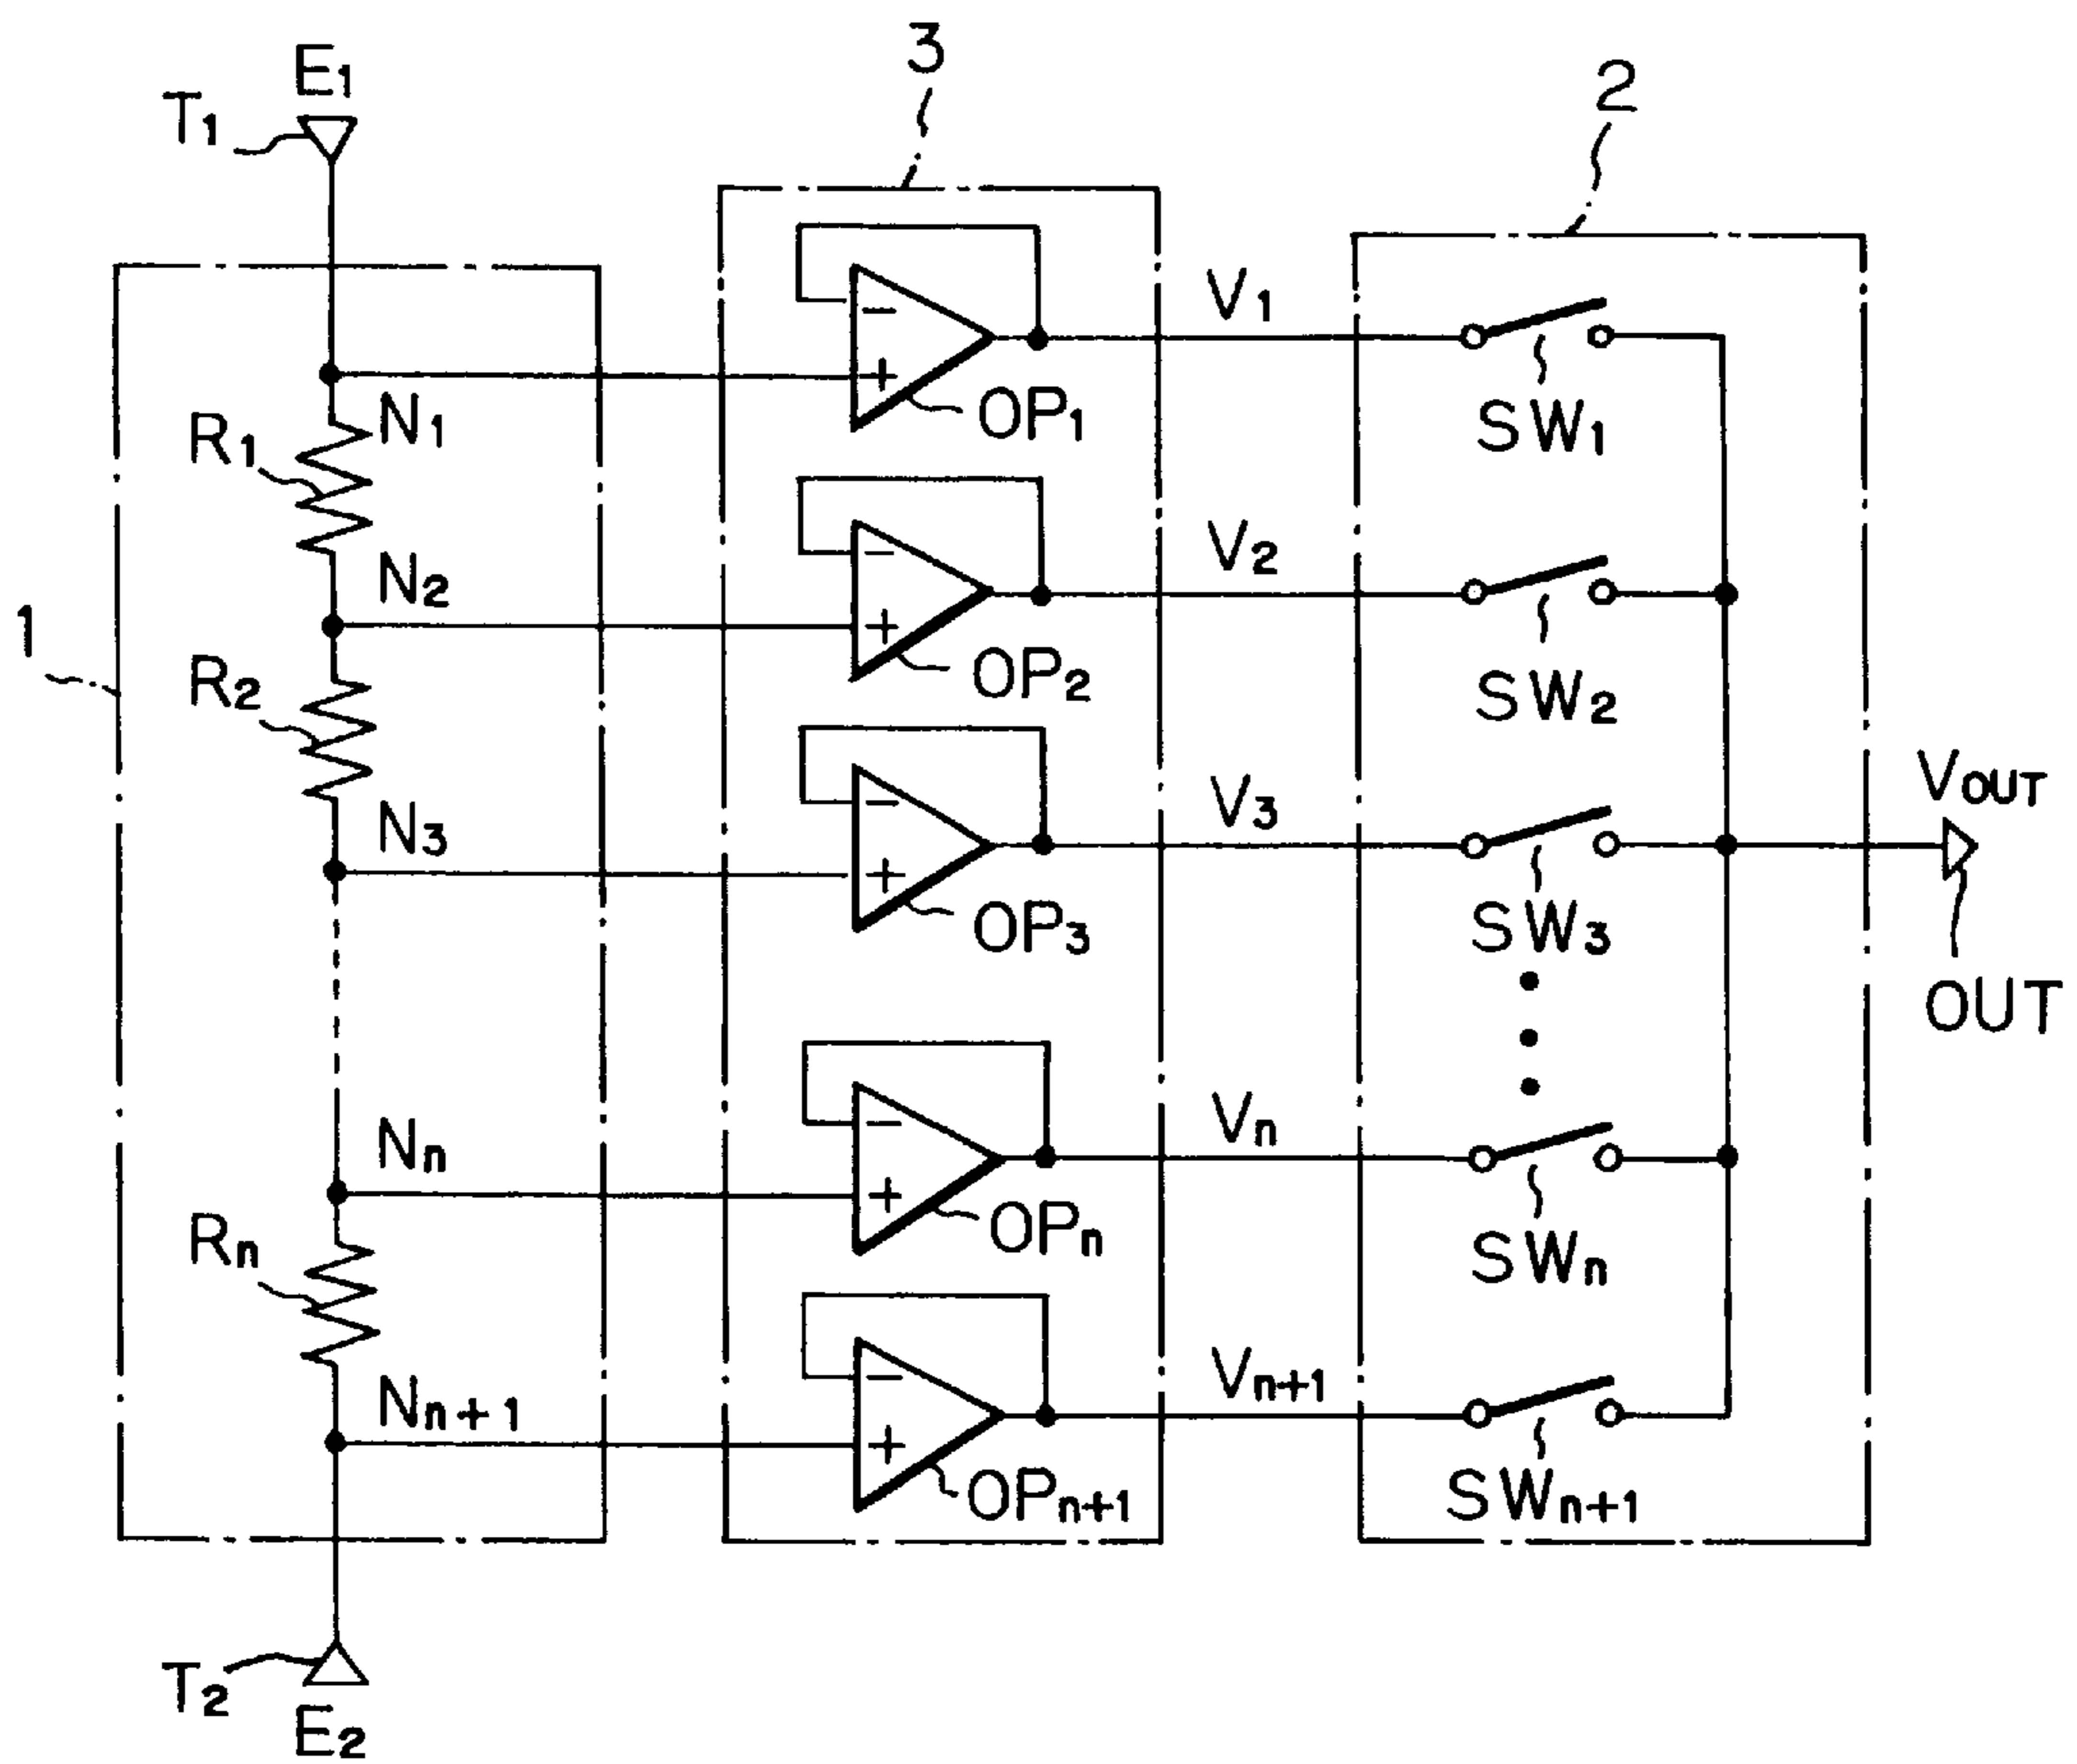 3
2
E1
T1
V1
N1
R1
OP1
SW1
V2
N2
1
R2
OP2
SW2
VOUT
V3
N3
OP3
SW3
OUT
Vn
Nn
Rn
OPn
SWn
Vn+1
Nn+1
OPn+1
SWn+1
T2
E2
− + − + − + − + − +